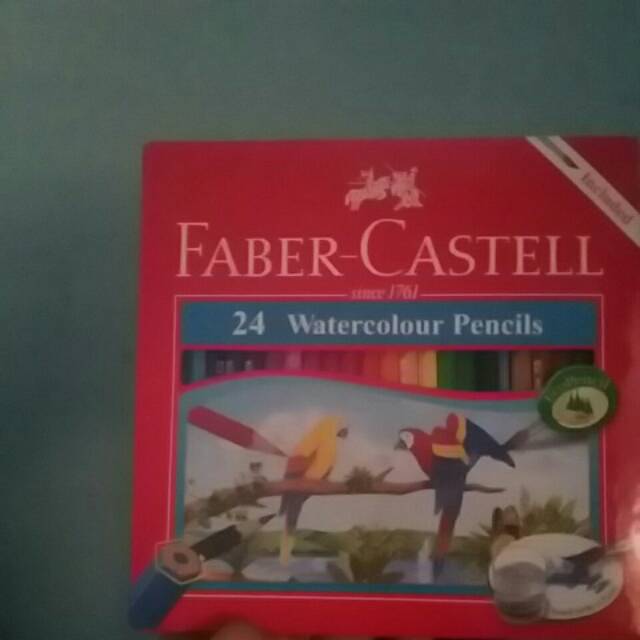 Included
FABER-CASTELL
since 1761
24 Watercolour Pencils